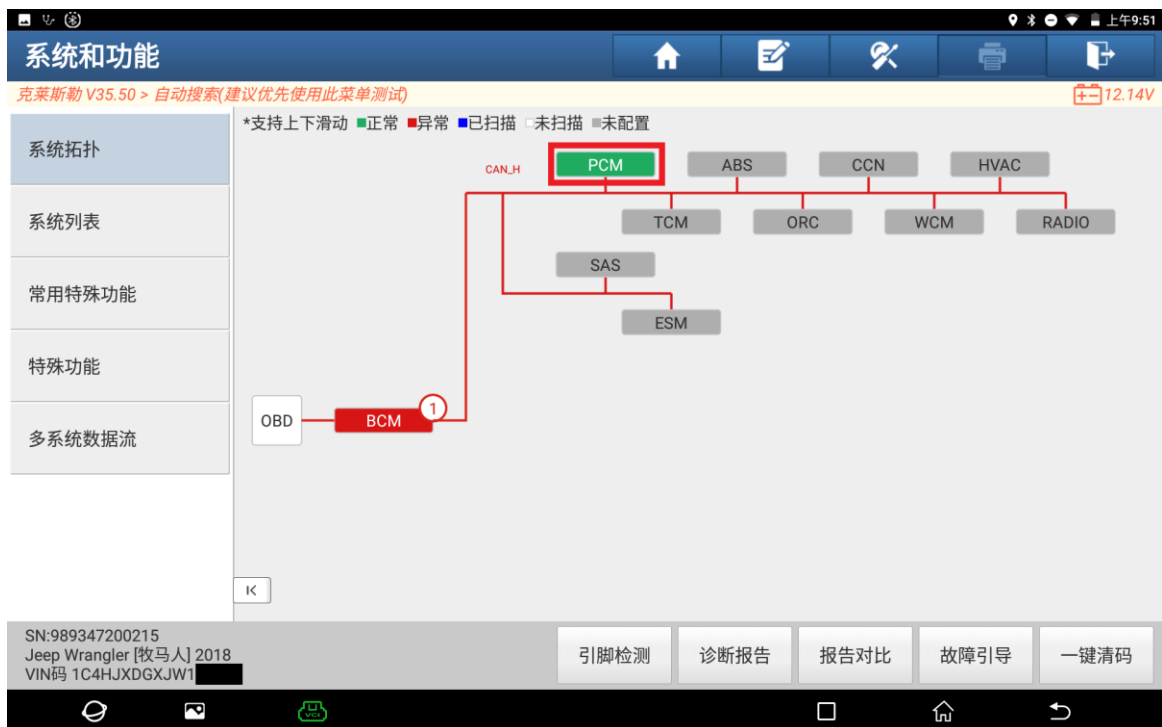 上午9:51
系统和功能
克莱斯勒 V35.50 > 自动搜索(建议优先使用此菜单测试)
12.14V
系统拓扑
系统列表
常用特殊功能
特殊功能
多系统数据流
*支持上下滑动 ■正常 ■异常 ■已扫描 □未扫描 ■未配置
CAN_H
PCM ABS CCN HVAC
TCM ORC WCM RADIO
SAS
ESM
OBD BCM 1
SN:989347200215
Jeep Wrangler [牧马人] 2018
VIN码 1C4HJXDGXJW1
引脚检测 诊断报告 报告对比 故障引导 一键清码
VCI